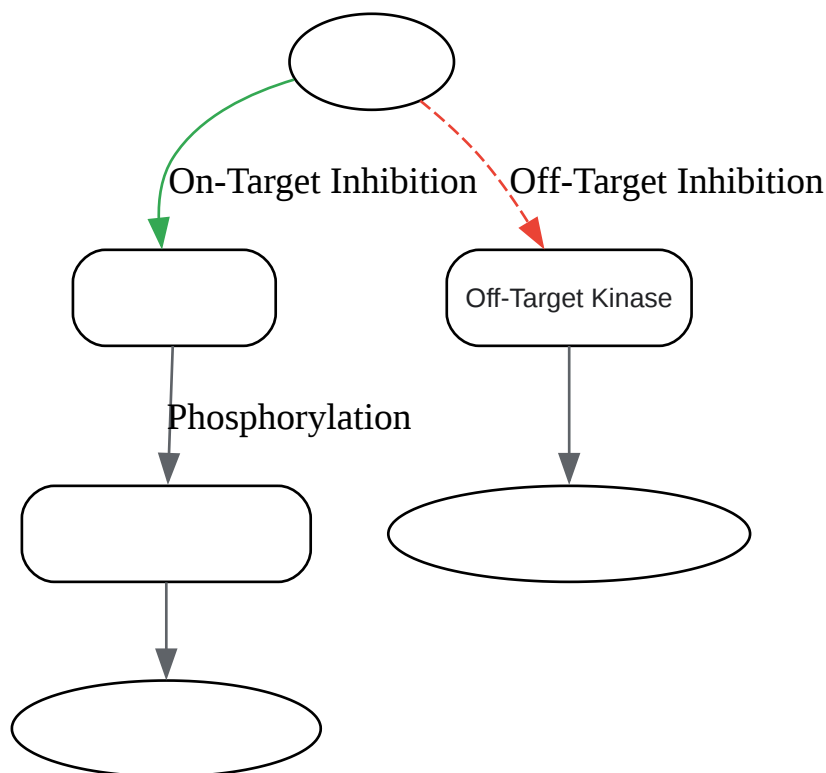 On-Target Inhibition
Off-Target Inhibition
Off-Target Kinase
Phosphorylation